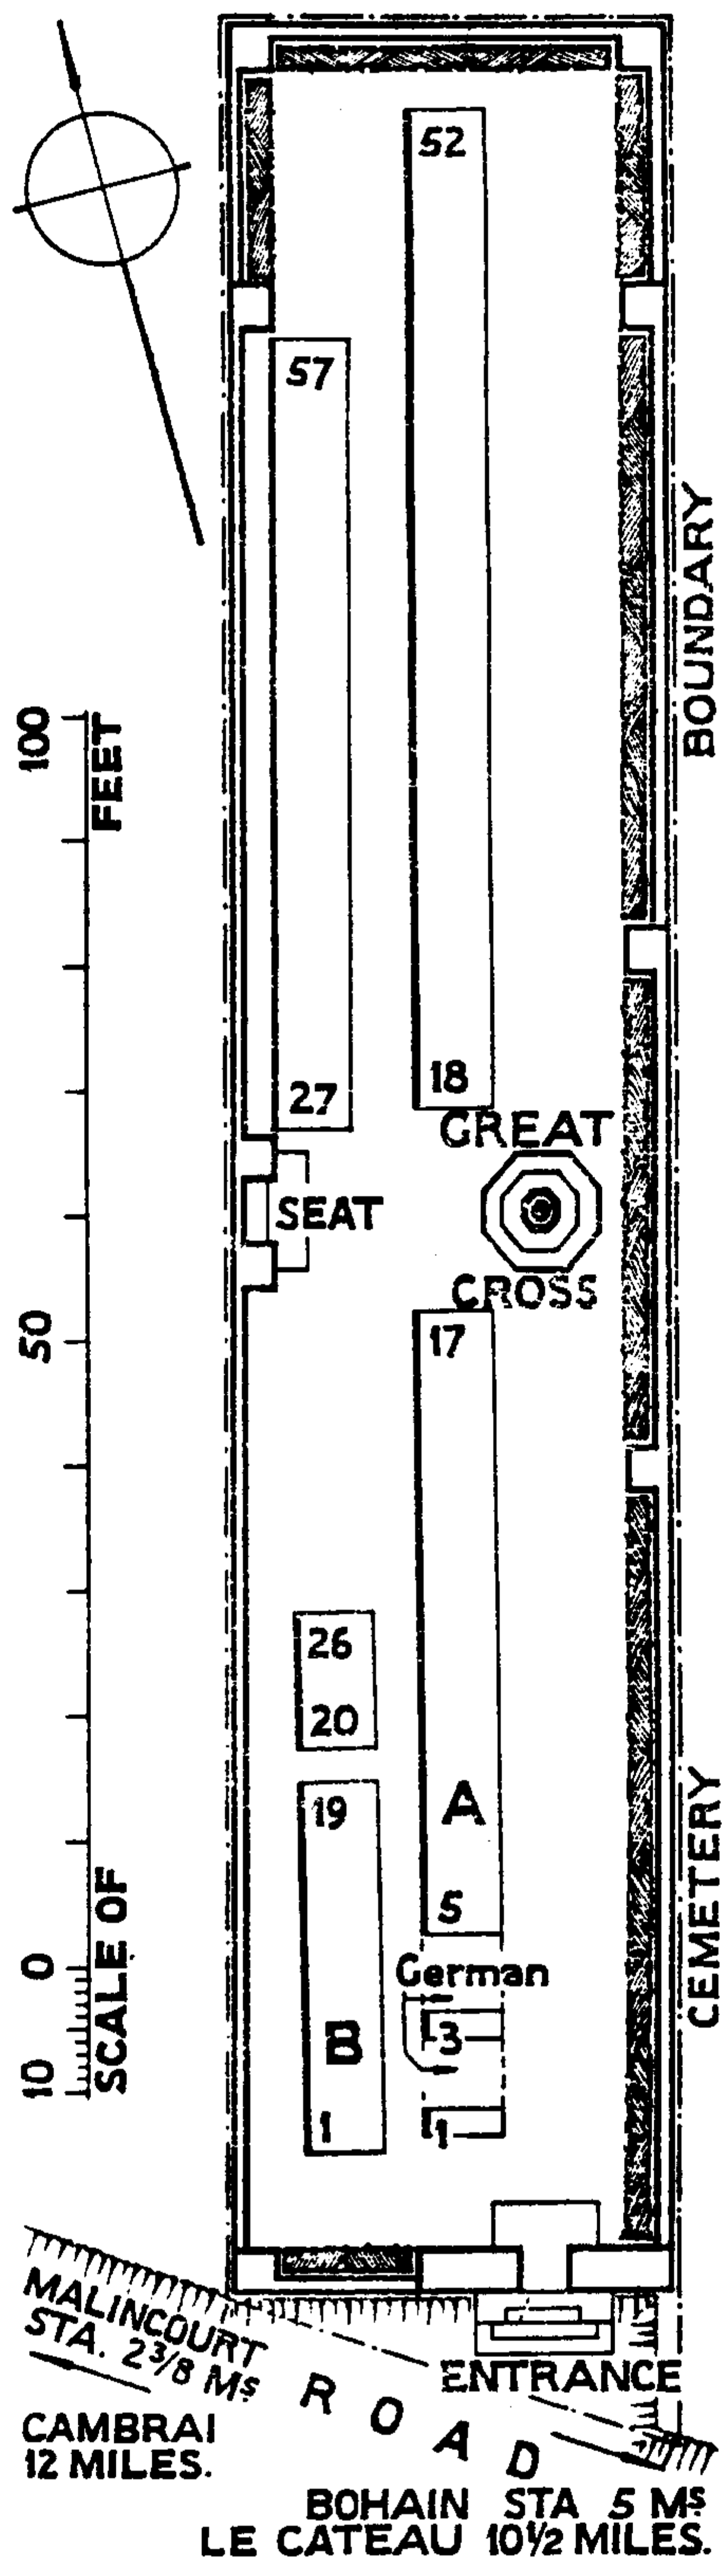 52
57
BOUNDARY
100
FEET
27
18
GREAT
SEAT
CROSS
50
17
26
20
19
A
5
CEMETERY
0
German
SCALE OF
3
B
10
1
1
MALINCOURT
STA. 2 3/8 Ms
ROAD
ENTRANCE
CAMBRAI
12 MILES.
BOHAIN STA 5 Ms
LE CATEAU 10½ MILES.